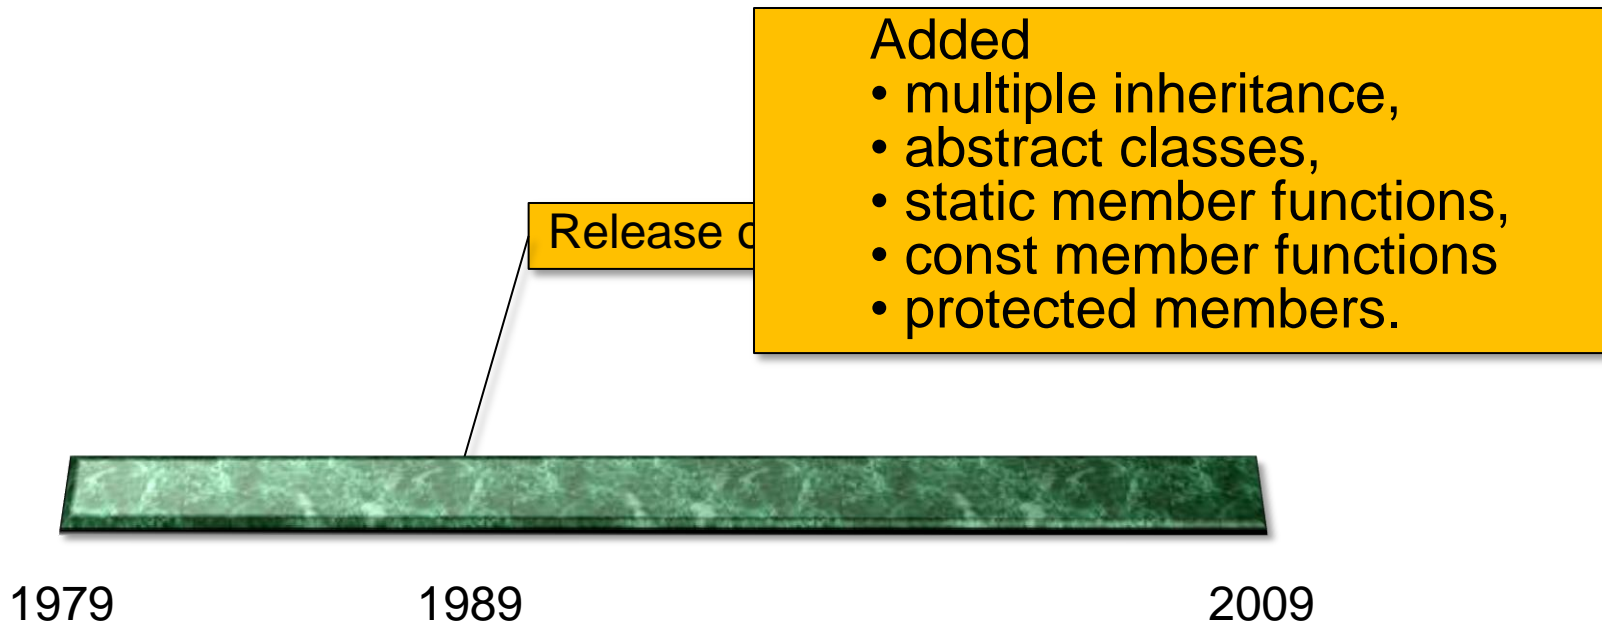 Added
• multiple inheritance,
• abstract classes,
• static member functions,
• const member functions
• protected members.
Release
1979 1989 2009